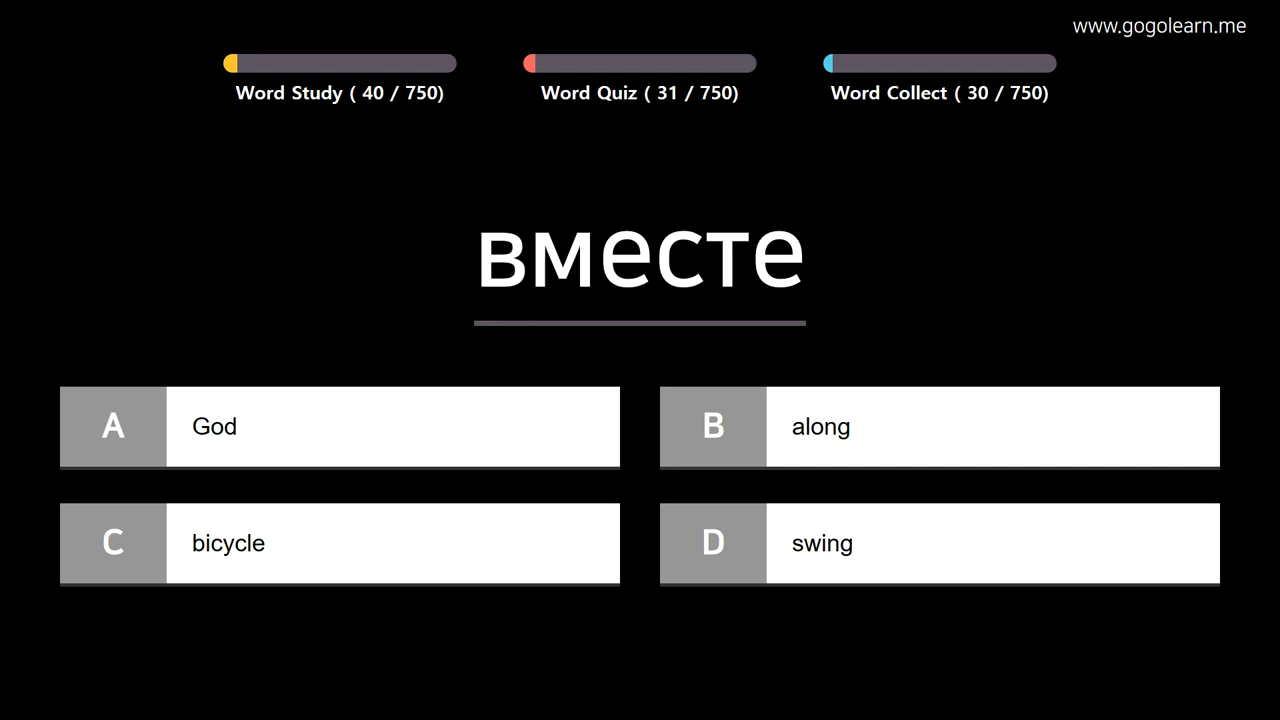 www.gogolearn.me
Word Study ( 40 / 750)
Word Quiz ( 31 / 750)
Word Collect ( 30 / 750)
вместе
A God
B along
C bicycle
D swing